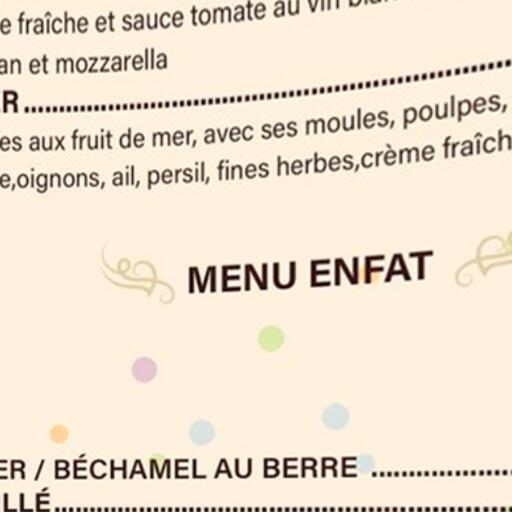 e fraîche et sauce tomate au vin
an et mozzarella
R........................................
es aux fruit de mer, avec ses moules, poulpes,
e,oignons, ail, persil, fines herbes,crème fraîch
MENU ENFAT
ER / BÉCHAMEL AU BERRE ................
LLÉ........................................